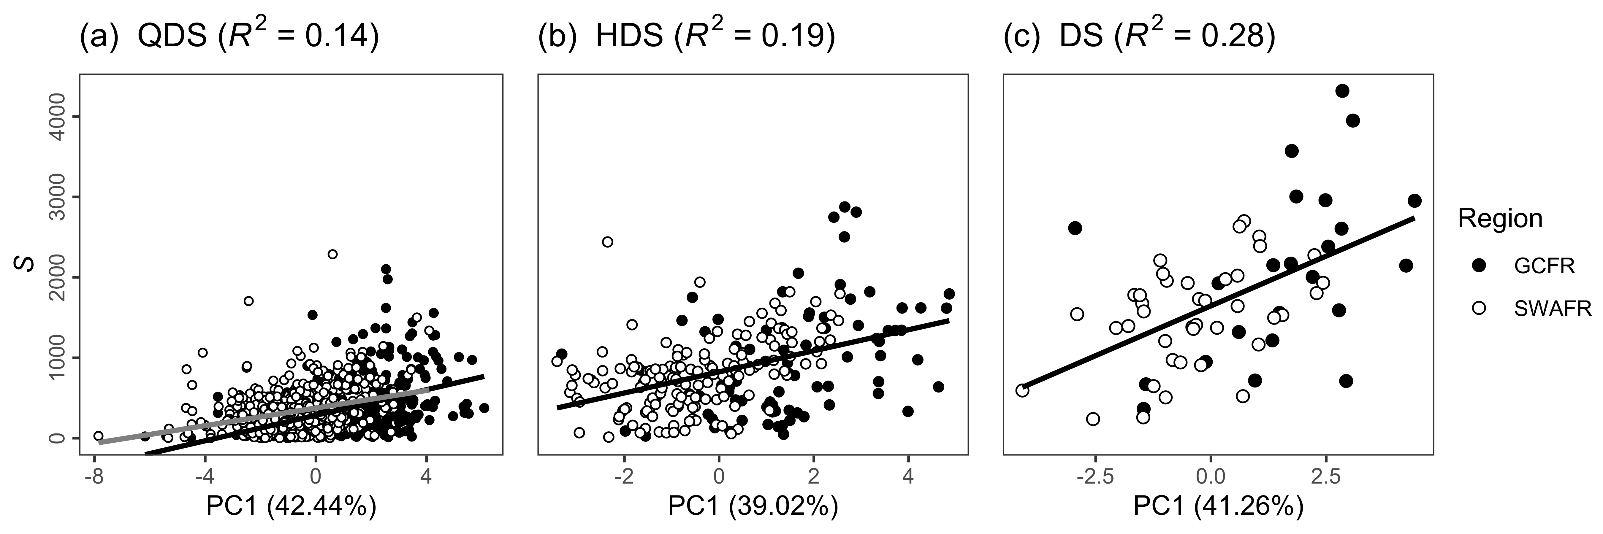 (a) QDS (R² = 0.14)
(b) HDS (R² = 0.19)
(c) DS (R² = 0.28)
S
4000
3000
2000
1000
0
-8 -4 0 4
-2 0 2 4
-2.5 0.0 2.5
PC1 (42.44%)
PC1 (39.02%)
PC1 (41.26%)
Region
GCFR
SWAFR